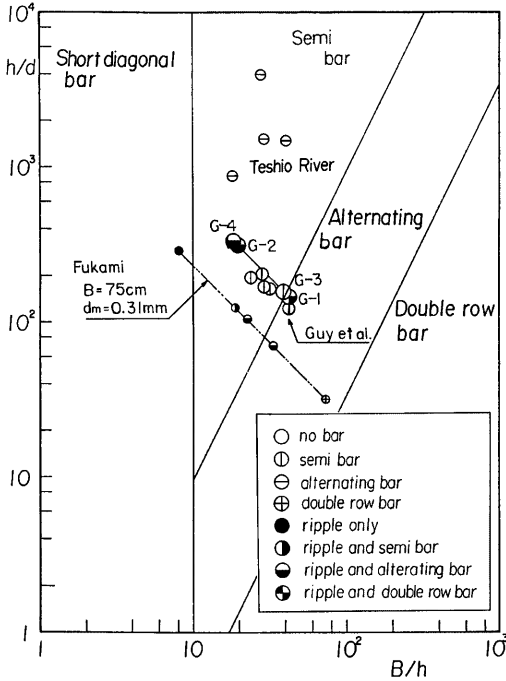 10⁴
h/d
10³
10²
10
1
Short diagonal
bar
Semi
bar
Teshio River
G-4
G-2
G-3
G-1
Fukami
B = 75cm
dm=0.31mm
Guy et al.
Alternating
bar
Double row
bar
no bar
semi bar
alternating bar
double row bar
ripple only
ripple and semi bar
ripple and alterating bar
ripple and double row bar
1
10
10²
10³
B/h